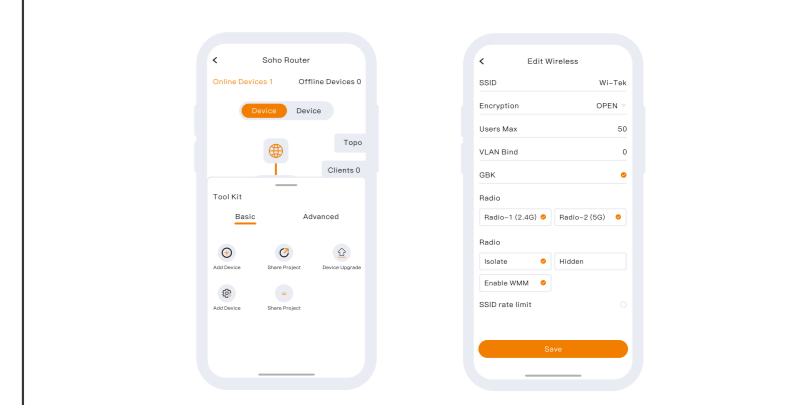 Soho Router
Online Devices 1 Offline Devices 0
Device Device
Topo
Clients 0
Tool Kit
Basic Advanced
Add Device Share Project Device Upgrade
Add Device Share Project
Edit Wireless
SSID Wi-Tek
Encryption OPEN
Users Max 50
VLAN Bind 0
GBK
Radio
Radio-1 (2.4G) Radio-2 (5G)
Radio
Isolate Hidden
Enable WMM
SSID rate limit
Save